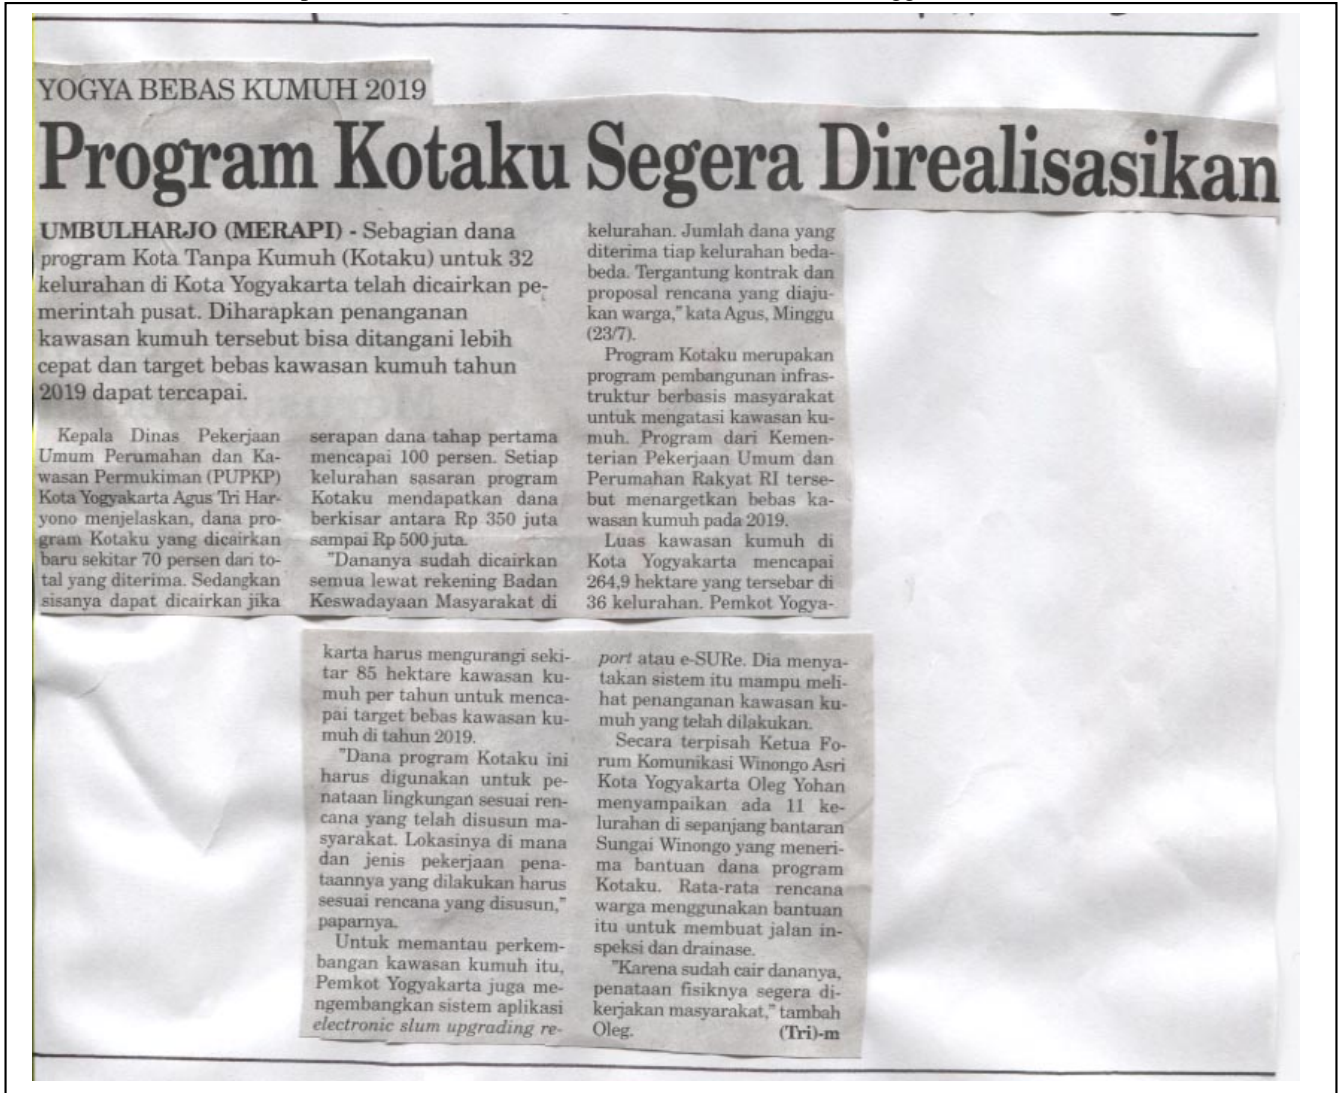 YOGYA BEBAS KUMUH 2019
Program Kotaku Segera Direalisasikan
UMBULHARJO (MERAPI) - Sebagian dana
program Kota Tanpa Kumuh (Kotaku) untuk 32
kelurahan di Kota Yogyakarta telah dicairkan pe-
merintah pusat. Diharapkan penanganan
kawasan kumuh tersebut bisa ditangani lebih
cepat dan target bebas kawasan kumuh tahun
2019 dapat tercapai.
Kepala Dinas Pekerjaan
Umum Perumahan dan Ka-
wasan Permukiman (PUPKP)
Kota Yogyakarta Agus Tri Har-
yono menjelaskan, dana pro-
gram Kotaku yang dicairkan
baru sekitar 70 persen dari to-
tal yang diterima. Sedangkan
sisanya dapat dicairkan jika
serapan dana tahap pertama
mencapai 100 persen. Setiap
kelurahan sasaran program
Kotaku mendapatkan dana
berkisar antara Rp 350 juta
sampai Rp 500 juta.
"Dananya sudah dicairkan
semua lewat rekening Badan
Keswadayaan Masyarakat di
kelurahan. Jumlah dana yang
diterima tiap kelurahan beda-
beda. Tergantung kontrak dan
proposal rencana yang diaju-
kan warga," kata Agus, Minggu
(23/7).
Program Kotaku merupakan
program pembangunan infras-
truktur berbasis masyarakat
untuk mengatasi kawasan ku-
muh. Program dari Kemen-
terian Pekerjaan Umum dan
Perumahan Rakyat RI terse-
but menargetkan bebas ka-
wasan kumuh pada 2019.
Luas kawasan kumuh di
Kota Yogyakarta mencapai
264,9 hektare yang tersebar di
36 kelurahan. Pemkot Yogya-
karta harus mengurangi seki-
tar 85 hektare kawasan ku-
muh per tahun untuk menca-
pai target bebas kawasan ku-
muh di tahun 2019.
"Dana program Kotaku ini
harus digunakan untuk pe-
nataan lingkungan sesuai ren-
cana yang telah disusun ma-
syarakat. Lokasinya di mana
dan jenis pekerjaan pena-
taannya yang dilakukan harus
sesuai rencana yang disusun,"
paparnya.
Untuk memantau perkem-
bangan kawasan kumuh itu,
Pemkot Yogyakarta juga me-
ngembangkan sistem aplikasi
electronic slum upgrading re-
port atau e-SURe. Dia menya-
takan sistem itu mampu meli-
hat penanganan kawasan ku-
muh yang telah dilakukan.
Secara terpisah Ketua Fo-
rum Komunikasi Winongo Asri
Kota Yogyakarta Oleg Yohan
menyampaikan ada 11 ke-
lurahan di sepanjang bantaran
Sungai Winongo yang meneri-
ma bantuan dana program
Kotaku. Rata-rata rencana
warga menggunakan bantuan
itu untuk membuat jalan in-
speksi dan drainase.
"Karena sudah cair dananya,
penataan fisiknya segera di-
kerjakan masyarakat," tambah
Oleg. (Tri)-m